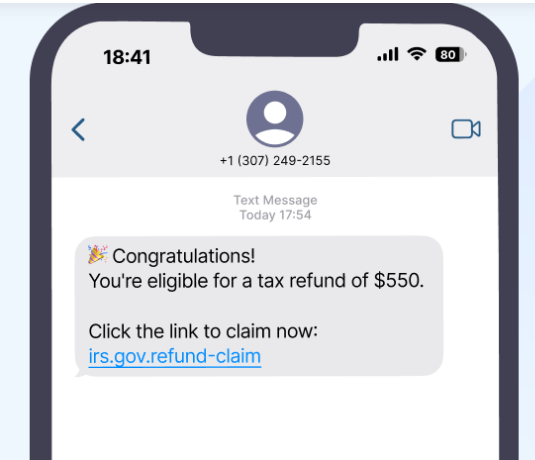 18:41
80
+1 (307) 249-2155
Text Message
Today 17:54
🎉 Congratulations!
You're eligible for a tax refund of $550.
Click the link to claim now:
irs.gov.refund-claim